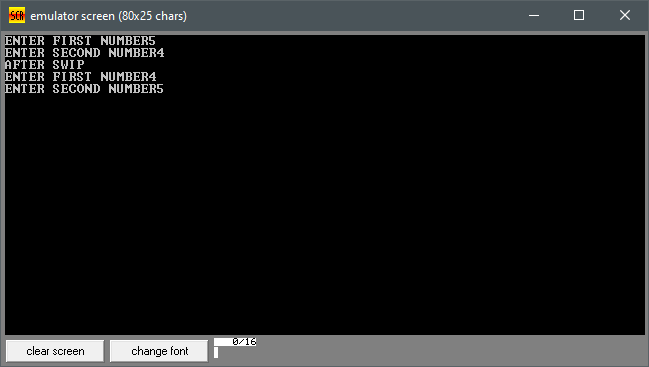 SCR emulator screen (80x25 chars)
ENTER FIRST NUMBER5
ENTER SECOND NUMBER4
AFTER SWIP
ENTER FIRST NUMBER4
ENTER SECOND NUMBER5
clear screen change font 0/16